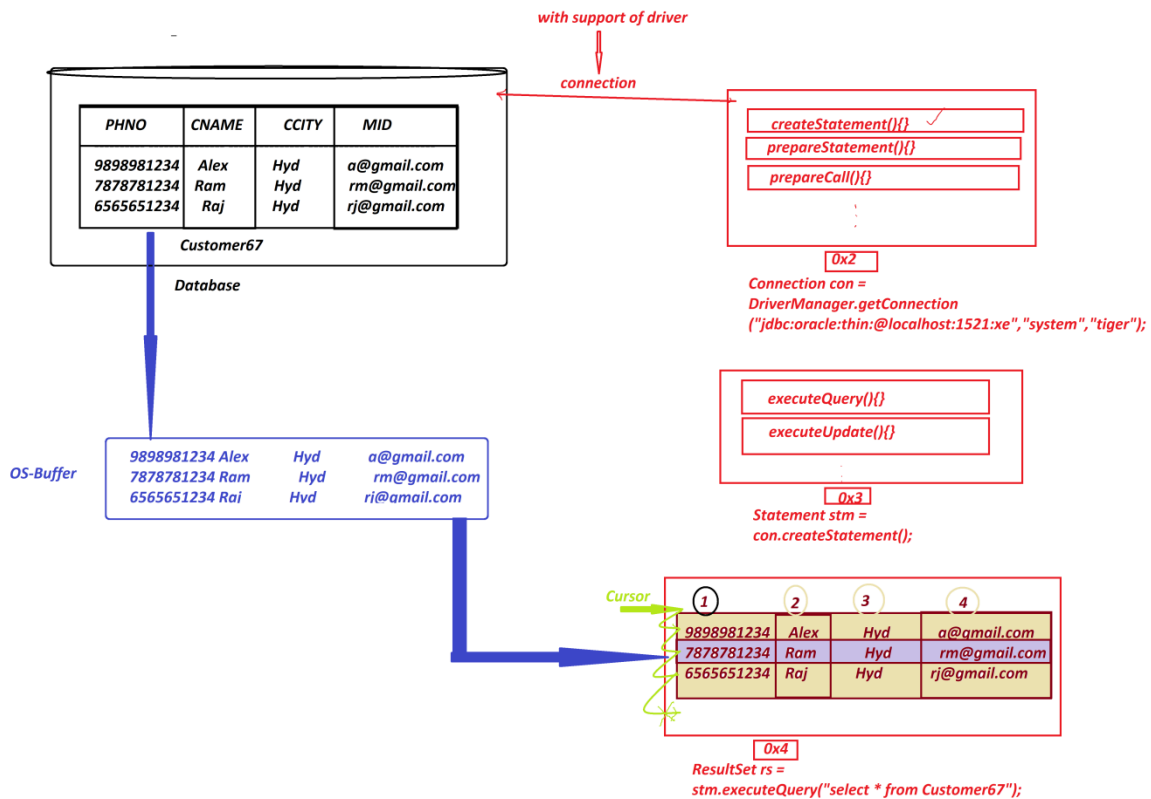 with support of driver
connection
PHNO CNAME CCITY MID
9898981234 Alex Hyd a@gmail.com
7878781234 Ram Hyd rm@gmail.com
6565651234 Raj Hyd rj@gmail.com
Customer67
Database
createStatement(){}
prepareStatement(){}
prepareCall(){}
0x2
Connection con =
DriverManager.getConnection
("jdbc:oracle:thin:@localhost:1521:xe","system","tiger");
executeQuery(){}
executeUpdate(){}
0x3
Statement stm =
con.createStatement();
OS-Buffer
9898981234 Alex Hyd a@gmail.com
7878781234 Ram Hyd rm@gmail.com
6565651234 Raj Hyd rj@gmail.com
Cursor
1 2 3 4
9898981234 Alex Hyd a@gmail.com
7878781234 Ram Hyd rm@gmail.com
6565651234 Raj Hyd rj@gmail.com
0x4
ResultSet rs =
stm.executeQuery("select * from Customer67");